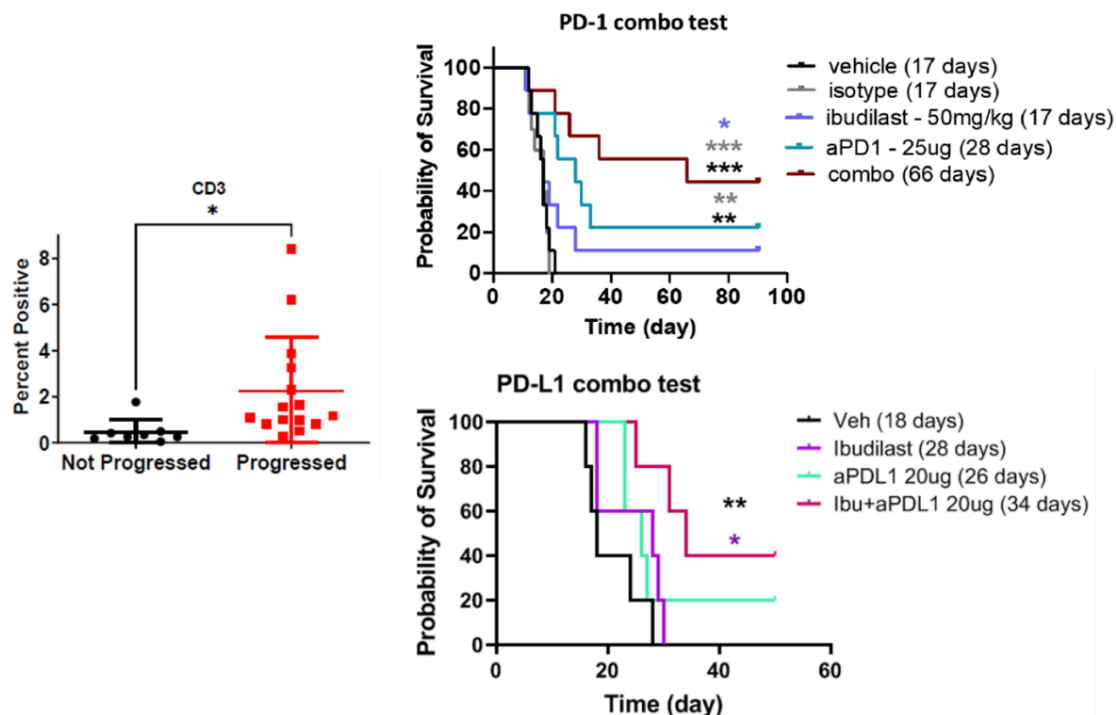 CD3
*
Percent Positive
8
6
4
2
0
Not Progressed Progressed
PD-1 combo test
Probability of Survival
100
80
60
40
20
0
0 20 40 60 80 100
Time (day)
*
***
***
**
**
vehicle (17 days)
isotype (17 days)
ibudilast - 50mg/kg (17 days)
aPD1 - 25ug (28 days)
combo (66 days)
PD-L1 combo test
Probability of Survival
100
80
60
40
20
0
0 20 40 60
Time (day)
**
*
Veh (18 days)
Ibudilast (28 days)
aPDL1 20ug (26 days)
Ibu+aPDL1 20ug (34 days)